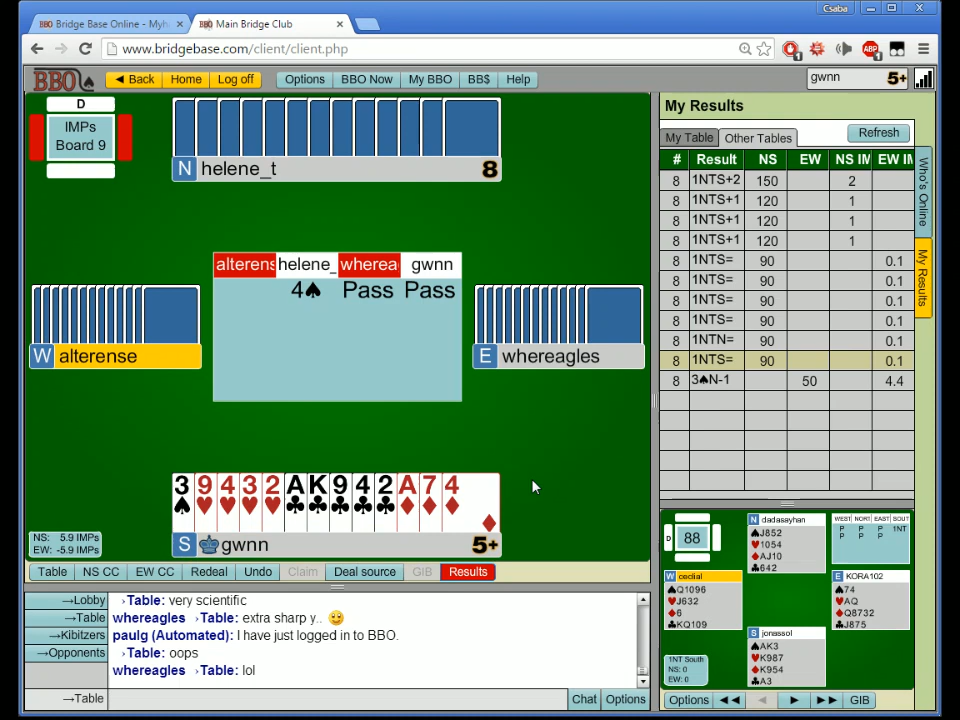 Csaba
BBO Bridge Base Online - Myh ×
BBO Main Bridge Club ×
www.bridgebase.com/client/client.php
ABP
BBO
◄ Back Home Log off Options BBO Now My BBO BB$ Help gwnn 5+
D
IMPs
Board 9
N helene_t 8
My Results
My Table Other Tables Refresh
# Result NS EW NS IM EW IM
8 1NTS+2 150 2
8 1NTS+1 120 1
8 1NTS+1 120 1
8 1NTS+1 120 1
8 1NTS= 90 0.1
8 1NTS= 90 0.1
8 1NTS= 90 0.1
8 1NTS= 90 0.1
8 1NTN= 90 0.1
8 1NTS= 90 0.1
8 3♠N-1 50 4.4
Who's Online
My Results
alterens helene_ wherea gwnn
4♠ Pass Pass
W alterense
E whereagles
3♠ 9♥ 4♥ 3♥ 2♥ A♣ K♣ 9♣ 4♣ 2♣ A♦ 7♦ 4♦
NS: 5.9 IMPs
EW: -5.9 IMPs
S gwnn 5+
Table NS CC EW CC Redeal Undo Claim Deal source GIB Results
→Lobby
→Table
→Kibitzers
→Opponents
→Table
›Table: very scientific
whereagles ›Table: extra sharp y..
paulg (Automated): I have just logged in to BBO.
›Table: oops
whereagles ›Table: lol
Chat Options
D 88
N dadasayhan
♠J852
♥1054
♦AJ10
♣642
WEST NORT EAST SOUT
P P P 1NT
P P P
W cecilial
♠Q1096
♥J632
♦6
♣KQ109
E KORA102
♠74
♥AQ
♦Q8732
♣J875
S jonassol
♠AK3
♥K987
♦K954
♣A3
1NT South
NS: 0
EW: 0
Options ◄◄ ◄ ► ►► GIB